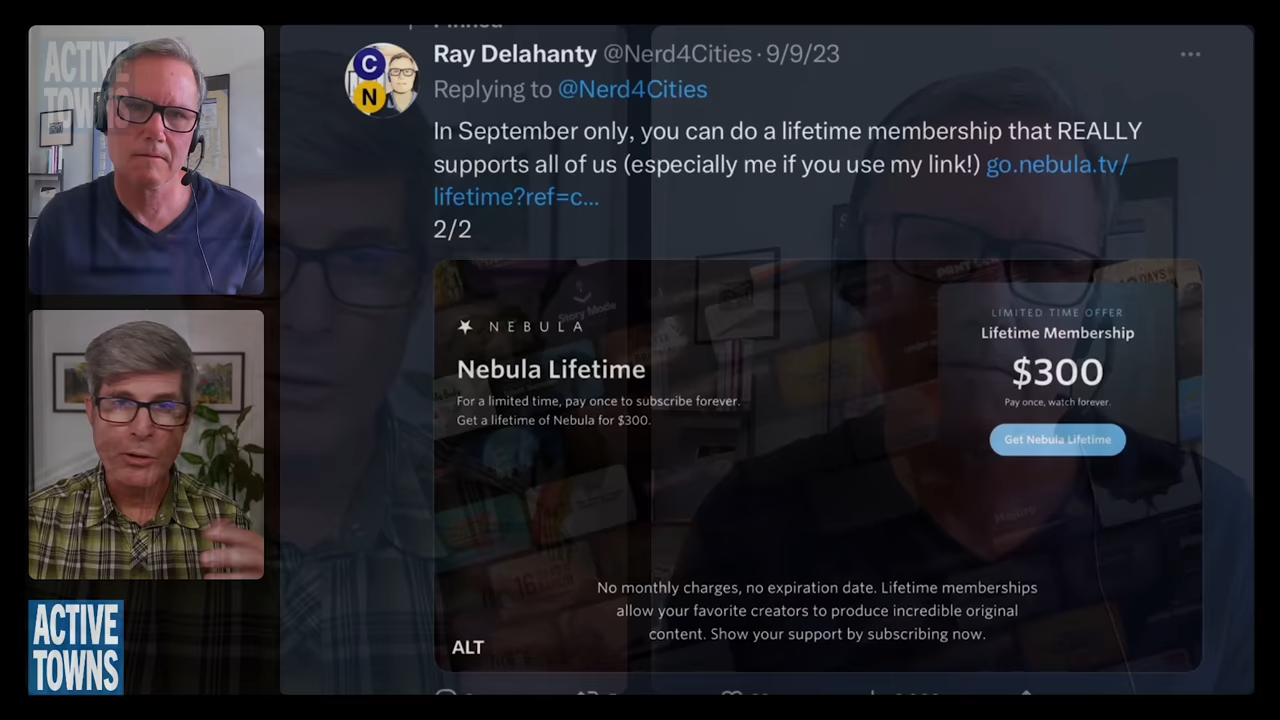 ACTIVE
TOWNS
Pinned
Ray Delahanty @Nerd4Cities · 9/9/23
C
N
Replying to @Nerd4Cities
In September only, you can do a lifetime membership that REALLY
supports all of us (especially me if you use my link!) go.nebula.tv/
lifetime?ref=c...
2/2
NEBULA
Nebula Lifetime
For a limited time, pay once to subscribe forever.
Get a lifetime of Nebula for $300.
Story Mode
LIMITED TIME OFFER
Lifetime Membership
$300
Pay once, watch forever.
Get Nebula Lifetime
No monthly charges, no expiration date. Lifetime memberships
allow your favorite creators to produce incredible original
content. Show your support by subscribing now.
ALT
ACTIVE
TOWNS